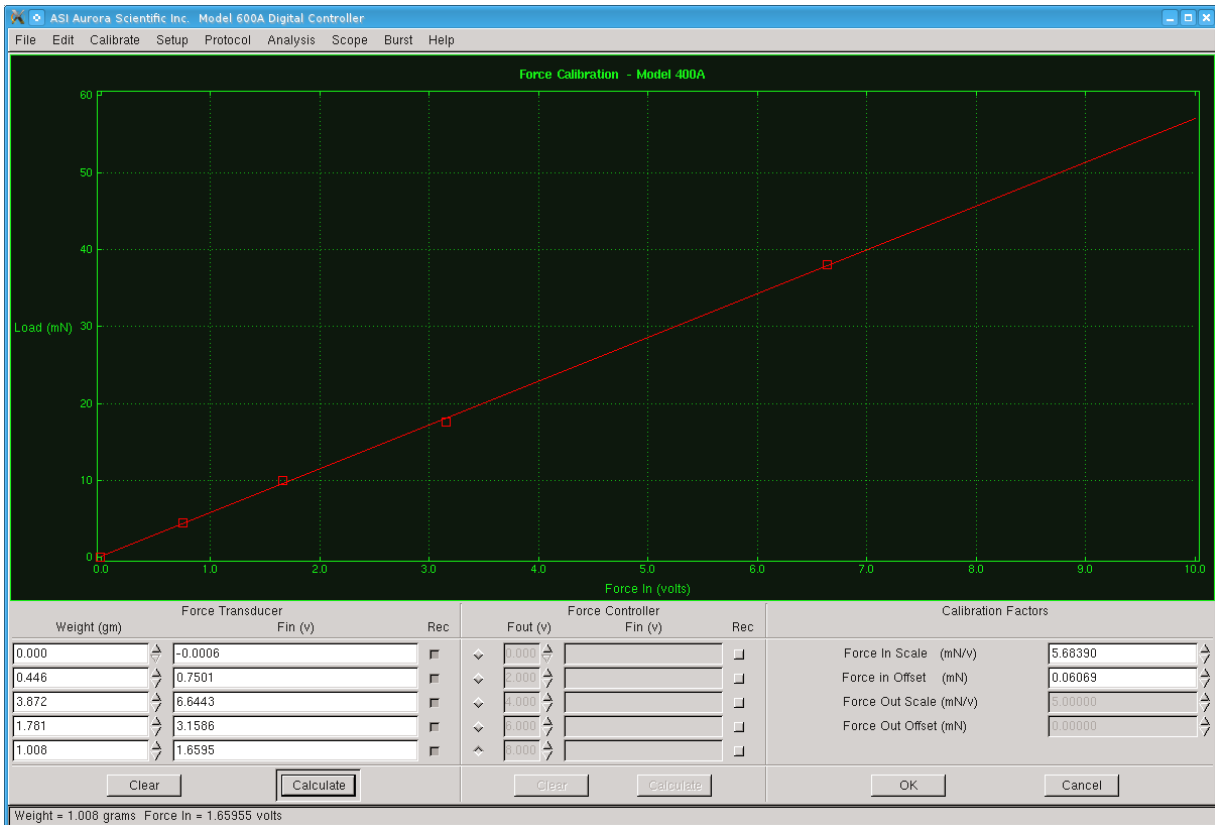 ASI Aurora Scientific Inc. Model 600A Digital Controller
File Edit Calibrate Setup Protocol Analysis Scope Burst Help
Force Calibration - Model 400A
60
50
40
Load (mN) 30
20
10
0
0.0 1.0 2.0 3.0 4.0 5.0 6.0 7.0 8.0 9.0 10.0
Force In (volts)
Force Transducer Force Controller Calibration Factors
Weight (gm) Fin (v) Rec Fout (v) Fin (v) Rec
0.000 -0.0006 0.000 Force In Scale (mN/v) 5.68390
0.446 0.7501 2.000 Force in Offset (mN) 0.06069
3.872 6.6443 4.000 Force Out Scale (mN/v) 5.00000
1.781 3.1586 6.000 Force Out Offset (mN) 0.00000
1.008 1.6595 8.000
Clear Calculate Clear Calculate OK Cancel
Weight = 1.008 grams Force In = 1.65955 volts